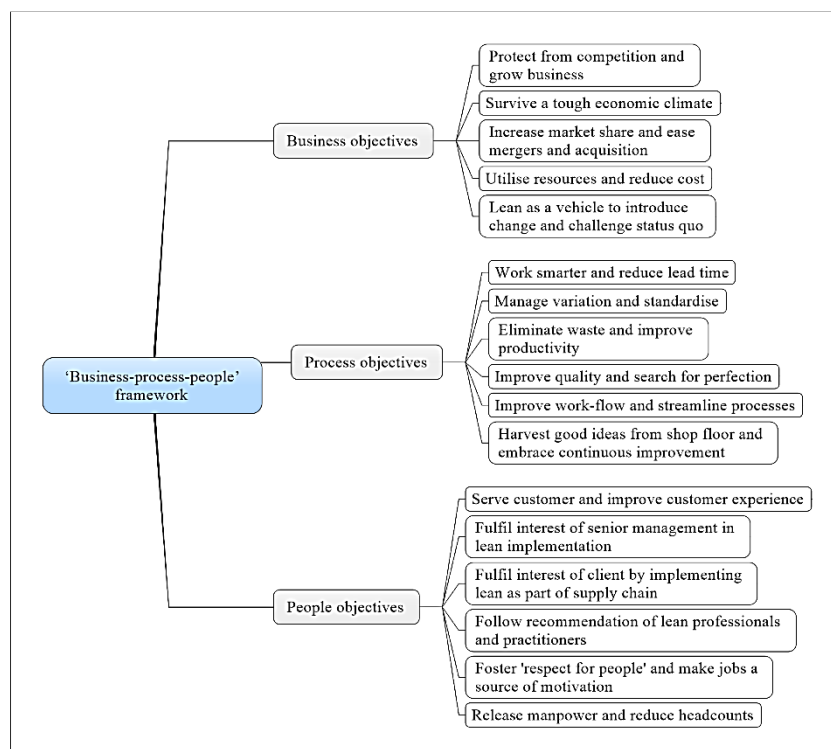 'Business-process-people'
framework
Business objectives
Protect from competition and
grow business
Survive a tough economic climate
Increase market share and ease
mergers and acquisition
Utilise resources and reduce cost
Lean as a vehicle to introduce
change and challenge status quo
Process objectives
Work smarter and reduce lead time
Manage variation and standardise
Eliminate waste and improve
productivity
Improve quality and search for perfection
Improve work-flow and streamline processes
Harvest good ideas from shop floor and
embrace continuous improvement
People objectives
Serve customer and improve customer experience
Fulfil interest of senior management in
lean implementation
Fulfil interest of client by implementing
lean as part of supply chain
Follow recommendation of lean professionals
and practitioners
Foster 'respect for people' and make jobs a
source of motivation
Release manpower and reduce headcounts